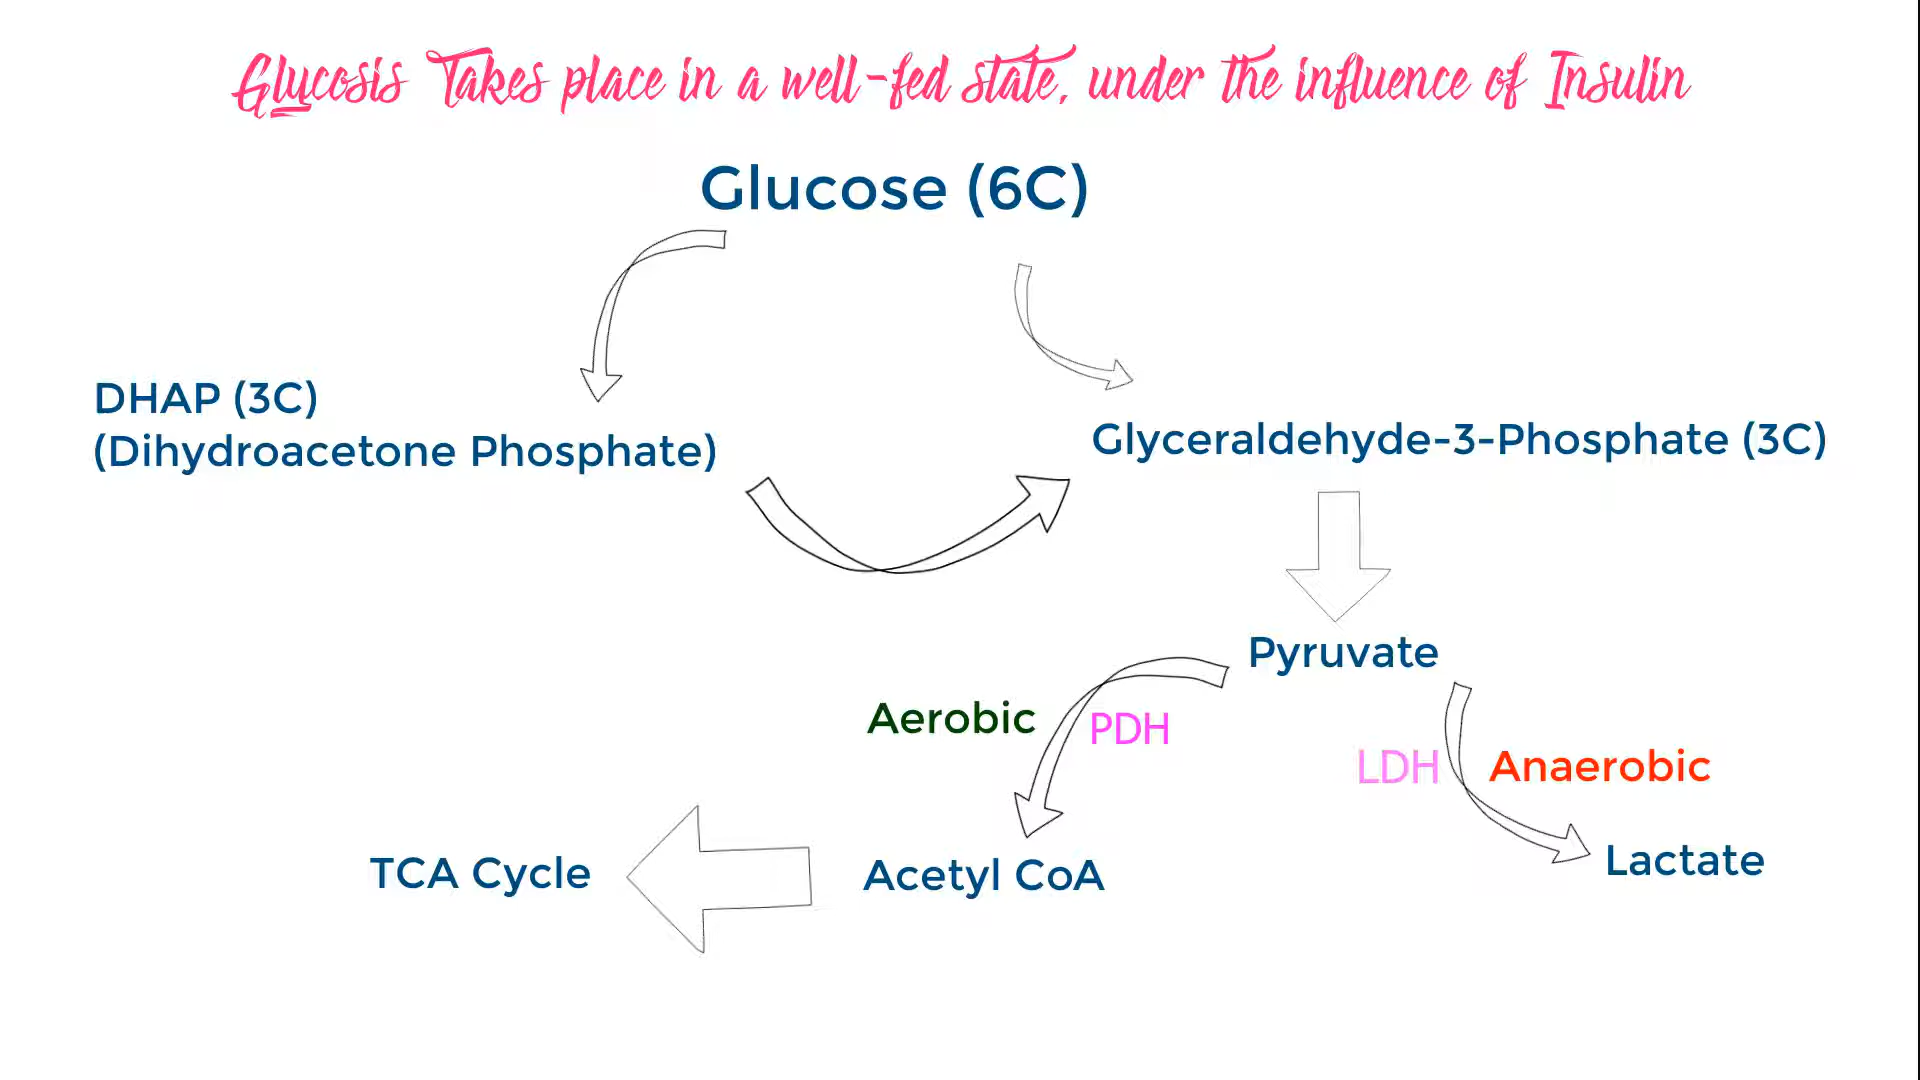 Glucosis Takes place in a well-fed state, under the influence of Insulin
Glucose (6C)
DHAP (3C)
(Dihydroacetone Phosphate)
Glyceraldehyde-3-Phosphate (3C)
Pyruvate
Aerobic
PDH
LDH
Anaerobic
TCA Cycle
Acetyl CoA
Lactate